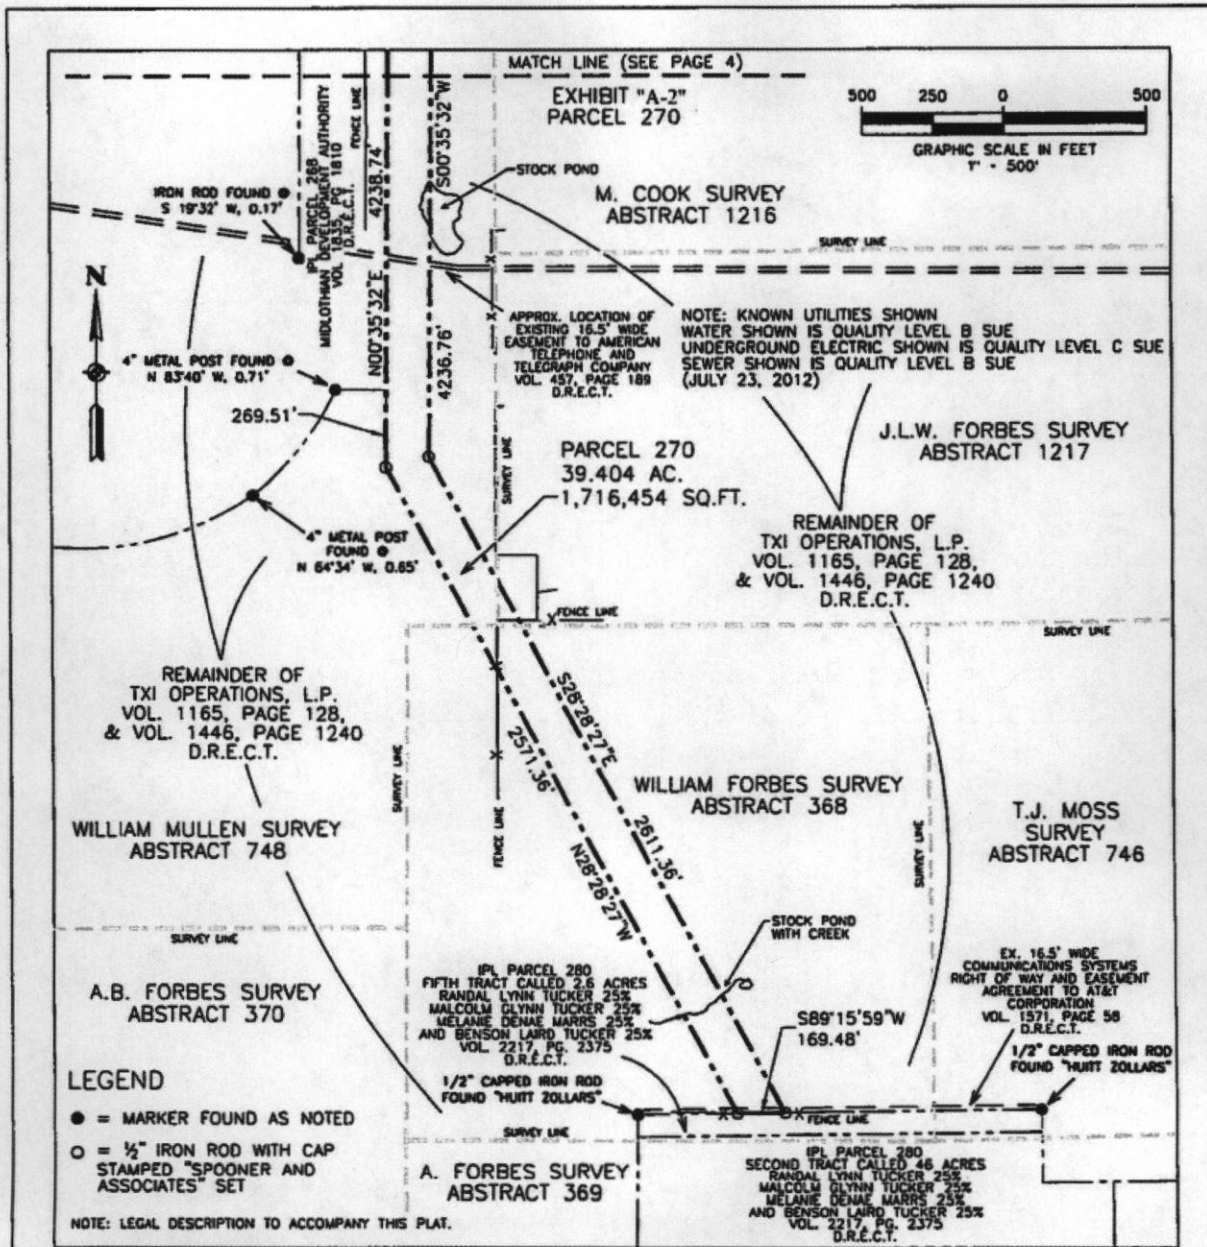 MATCH LINE (SEE PAGE 4)
EXHIBIT "A-2"
PARCEL 270
500 250 0 500
GRAPHIC SCALE IN FEET
1" - 500'
IPL PARCEL 268
MIDLOTHIAN DEVELOPMENT AUTHORITY
VOL. 1835, PG. 1810
D.R.E.C.T.
FENCE LINE
4238.74'
N00°35'32"E
S00°35'32"W
4236.76'
STOCK POND
M. COOK SURVEY
ABSTRACT 1216
SURVEY LINE
IRON ROD FOUND @
S 19°32' W, 0.17'
N
4" METAL POST FOUND @
N 83°40' W, 0.71'
269.51'
APPROX. LOCATION OF
EXISTING 16.5' WIDE
EASEMENT TO AMERICAN
TELEPHONE AND
TELEGRAPH COMPANY
VOL. 457, PAGE 189
D.R.E.C.T.
NOTE: KNOWN UTILITIES SHOWN
WATER SHOWN IS QUALITY LEVEL B SUE
UNDERGROUND ELECTRIC SHOWN IS QUALITY LEVEL C SUE
SEWER SHOWN IS QUALITY LEVEL B SUE
(JULY 23, 2012)
J.L.W. FORBES SURVEY
ABSTRACT 1217
SURVEY LINE
PARCEL 270
39.404 AC.
1,716,454 SQ.FT.
4" METAL POST
FOUND @
N 64°34' W, 0.65'
REMAINDER OF
TXI OPERATIONS, L.P.
VOL. 1165, PAGE 128,
& VOL. 1446, PAGE 1240
D.R.E.C.T.
FENCE LINE
SURVEY LINE
REMAINDER OF
TXI OPERATIONS, L.P.
VOL. 1165, PAGE 128,
& VOL. 1446, PAGE 1240
D.R.E.C.T.
S28°28'27"E
2611.36'
2571.36'
N28°28'27"W
SURVEY LINE
FENCE LINE
WILLIAM FORBES SURVEY
ABSTRACT 368
SURVEY LINE
T.J. MOSS
SURVEY
ABSTRACT 746
WILLIAM MULLEN SURVEY
ABSTRACT 748
SURVEY LINE
STOCK POND
WITH CREEK
A.B. FORBES SURVEY
ABSTRACT 370
IPL PARCEL 280
FIFTH TRACT CALLED 2.6 ACRES
RANDAL LYNN TUCKER 25%
MALCOLM GLYNN TUCKER 25%
MELANIE DENAE MARRS 25%
AND BENSON LAIRD TUCKER 25%
VOL. 2217, PG. 2375
D.R.E.C.T.
S89°15'59"W
169.48'
EX. 16.5' WIDE
COMMUNICATIONS SYSTEMS
RIGHT OF WAY AND EASEMENT
AGREEMENT TO AT&T
CORPORATION
VOL. 1571, PAGE 58
D.R.E.C.T.
1/2" CAPPED IRON ROD
FOUND "HUITT ZOLLARS"
1/2" CAPPED IRON ROD
FOUND "HUITT ZOLLARS"
FENCE LINE
SURVEY LINE
LEGEND
● = MARKER FOUND AS NOTED
○ = ½" IRON ROD WITH CAP
STAMPED "SPOONER AND
ASSOCIATES" SET
A. FORBES SURVEY
ABSTRACT 369
IPL PARCEL 280
SECOND TRACT CALLED 46 ACRES
RANDAL LYNN TUCKER 25%
MALCOLM GLYNN TUCKER 25%
MELANIE DENAE MARRS 25%
AND BENSON LAIRD TUCKER 25%
VOL. 2217, PG. 2375
D.R.E.C.T.
NOTE: LEGAL DESCRIPTION TO ACCOMPANY THIS PLAT.